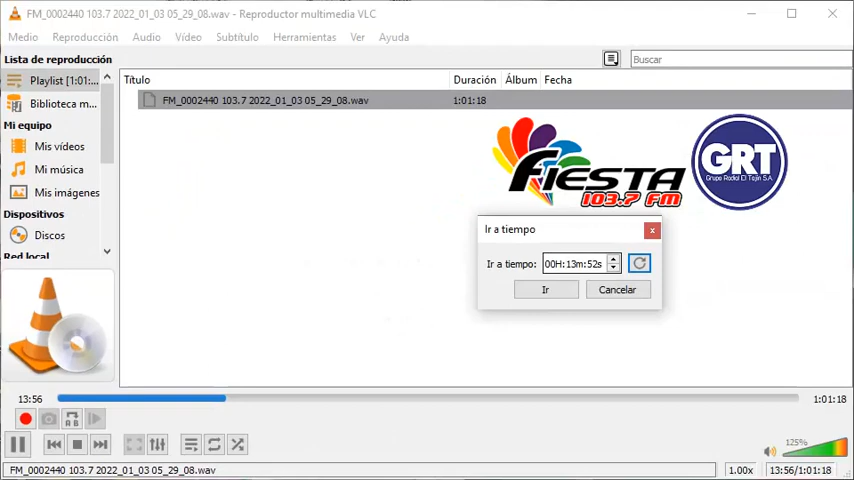 FM_0002440 103.7 2022_01_03 05_29_08.wav - Reproductor multimedia VLC
Medio Reproducción Audio Vídeo Subtítulo Herramientas Ver Ayuda
Lista de reproducción
Buscar
Playlist [1:01:...
Título Duración Álbum Fecha
FM_0002440 103.7 2022_01_03 05_29_08.wav 1:01:18
Biblioteca m...
Mi equipo
Mis vídeos
Mi música
Mis imágenes
Dispositivos
Discos
Red local
FIESTA
103.7 FM
GRT
Grupo Radial El Tajín S.A.
Ir a tiempo
x
Ir a tiempo: 00H:13m:52s
Ir Cancelar
13:56 1:01:18
A B
125%
FM_0002440 103.7 2022_01_03 05_29_08.wav 1.00x 13:56/1:01:18